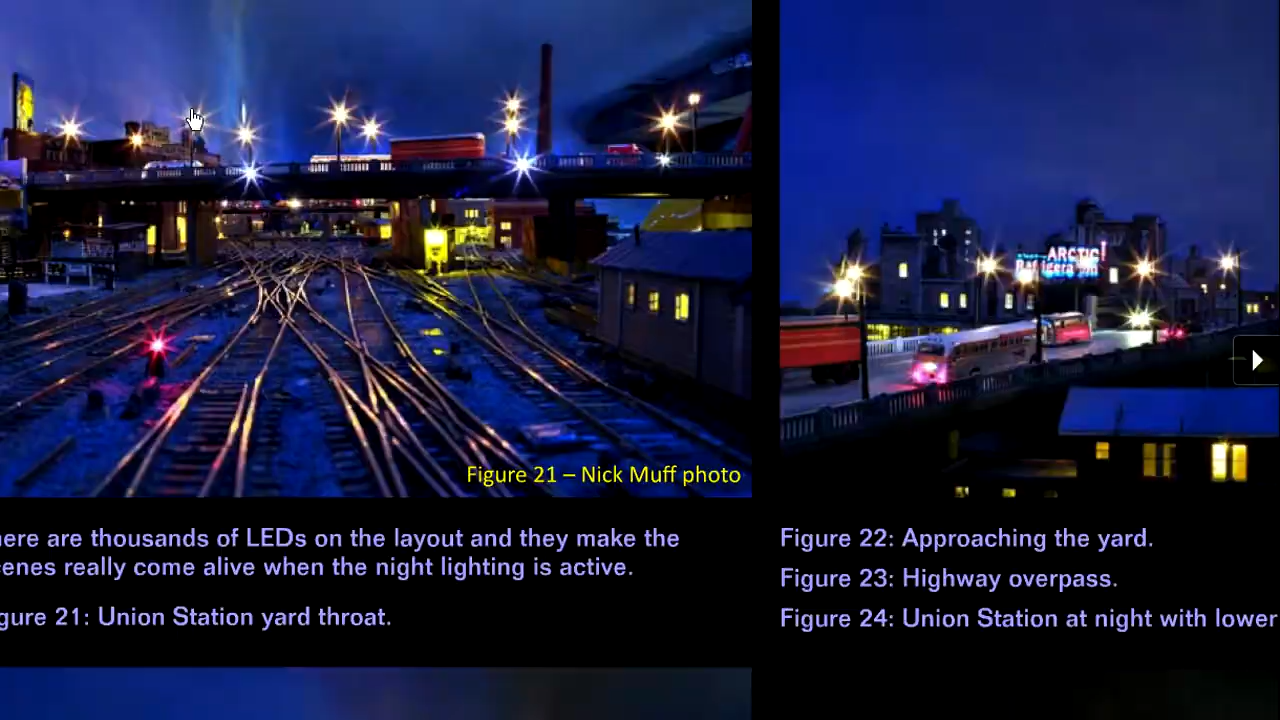 ARCTIC
Figure 21 – Nick Muff photo
here are thousands of LEDs on the layout and they make the
cenes really come alive when the night lighting is active.
gure 21: Union Station yard throat.
Figure 22: Approaching the yard.
Figure 23: Highway overpass.
Figure 24: Union Station at night with lower